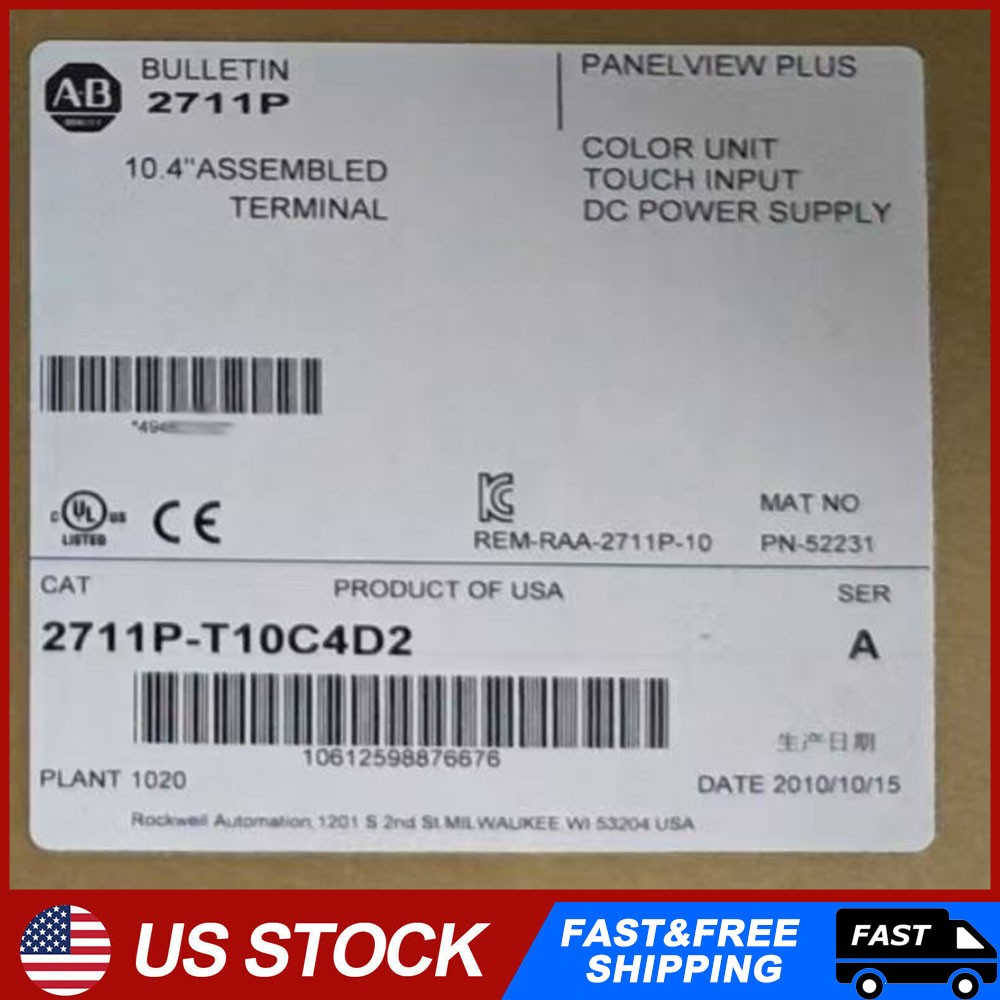 A-B
BULLETIN
2711P
PANELVIEW PLUS
10.4"ASSEMBLED
TERMINAL
COLOR UNIT
TOUCH INPUT
DC POWER SUPPLY
C UL US
LISTED
CE
REM-RAA-2711P-10
MAT NO
PN-52231
CAT
PRODUCT OF USA
SER
2711P-T10C4D2
A
10612598876676
生产日期
PLANT 1020
DATE 2010/10/15
Rockwell Automation, 1201 S 2nd St. MILWAUKEE WI 53204 USA
US STOCK
FAST&FREE
SHIPPING
FAST